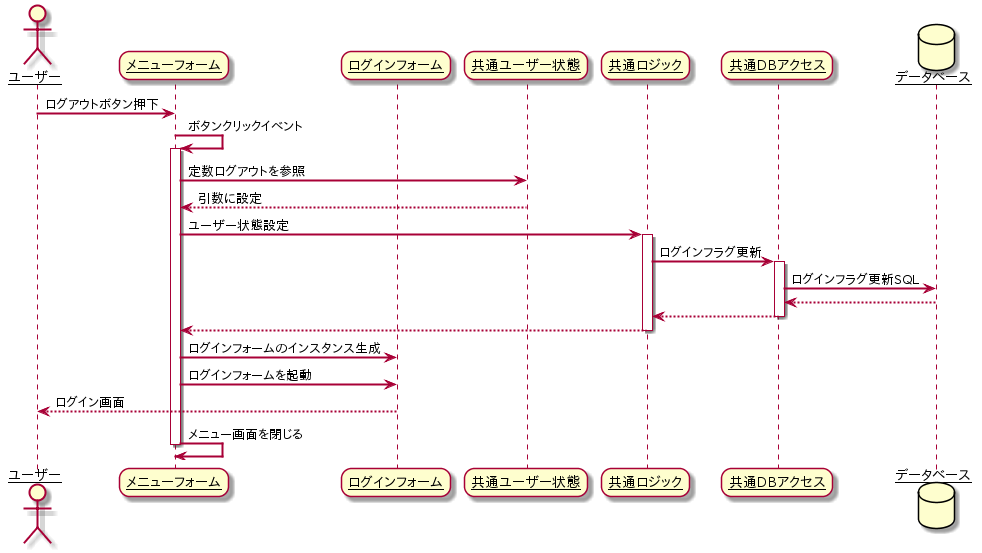 ユーザー
メニューフォーム
ログインフォーム
共通ユーザー状態
共通ロジック
共通DBアクセス
データベース
ログアウトボタン押下
ボタンクリックイベント
定数ログアウトを参照
引数に設定
ユーザー状態設定
ログインフラグ更新
ログインフラグ更新SQL
ログインフォームのインスタンス生成
ログインフォームを起動
ログイン画面
メニュー画面を閉じる
ユーザー
メニューフォーム
ログインフォーム
共通ユーザー状態
共通ロジック
共通DBアクセス
データベース